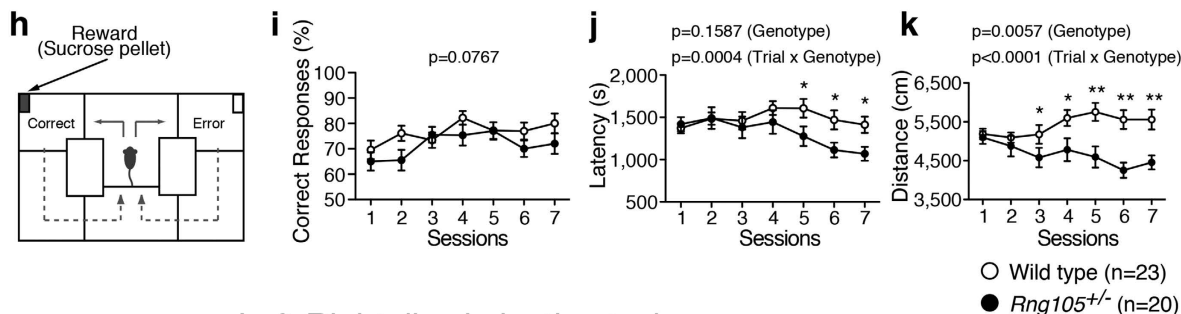 h
Reward
(Sucrose pellet)
Correct
Error
i
p=0.0767
Correct Responses (%)
100
90
80
70
60
50
1 2 3 4 5 6 7
Sessions
j
p=0.1587 (Genotype)
p=0.0004 (Trial x Genotype)
Latency (s)
2,000
1,500
1,000
500
* * *
1 2 3 4 5 6 7
Sessions
k
p=0.0057 (Genotype)
p<0.0001 (Trial x Genotype)
Distance (cm)
6,500
5,500
4,500
3,500
* * ** ** **
1 2 3 4 5 6 7
Sessions
Wild type (n=23)
Rng105+/- (n=20)